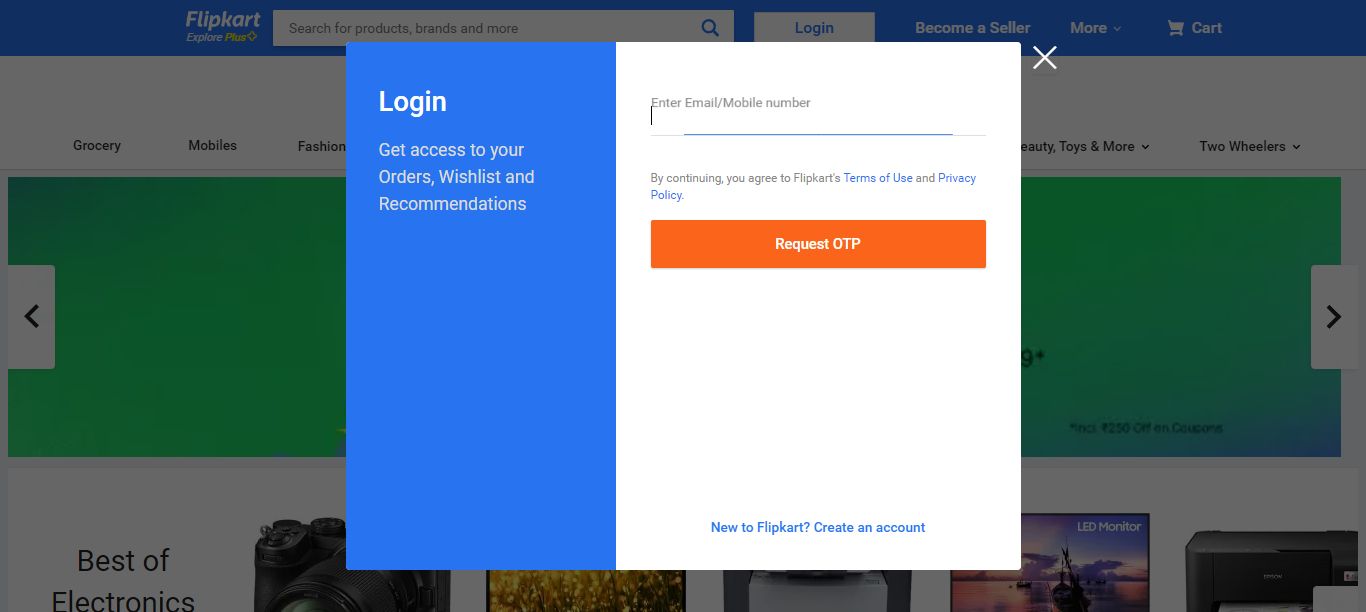 Flipkart
Explore Plus
Search for products, brands and more
Login
Become a Seller
More
Cart
Grocery
Mobiles
Fashion
eauty, Toys & More
Two Wheelers
Login
Get access to your
Orders, Wishlist and
Recommendations
Enter Email/Mobile number
By continuing, you agree to Flipkart's Terms of Use and Privacy
Policy.
Request OTP
New to Flipkart? Create an account
9*
*Incl. ₹250 Off on Coupons
Best of
Electronics
LED Monitor
EPSON